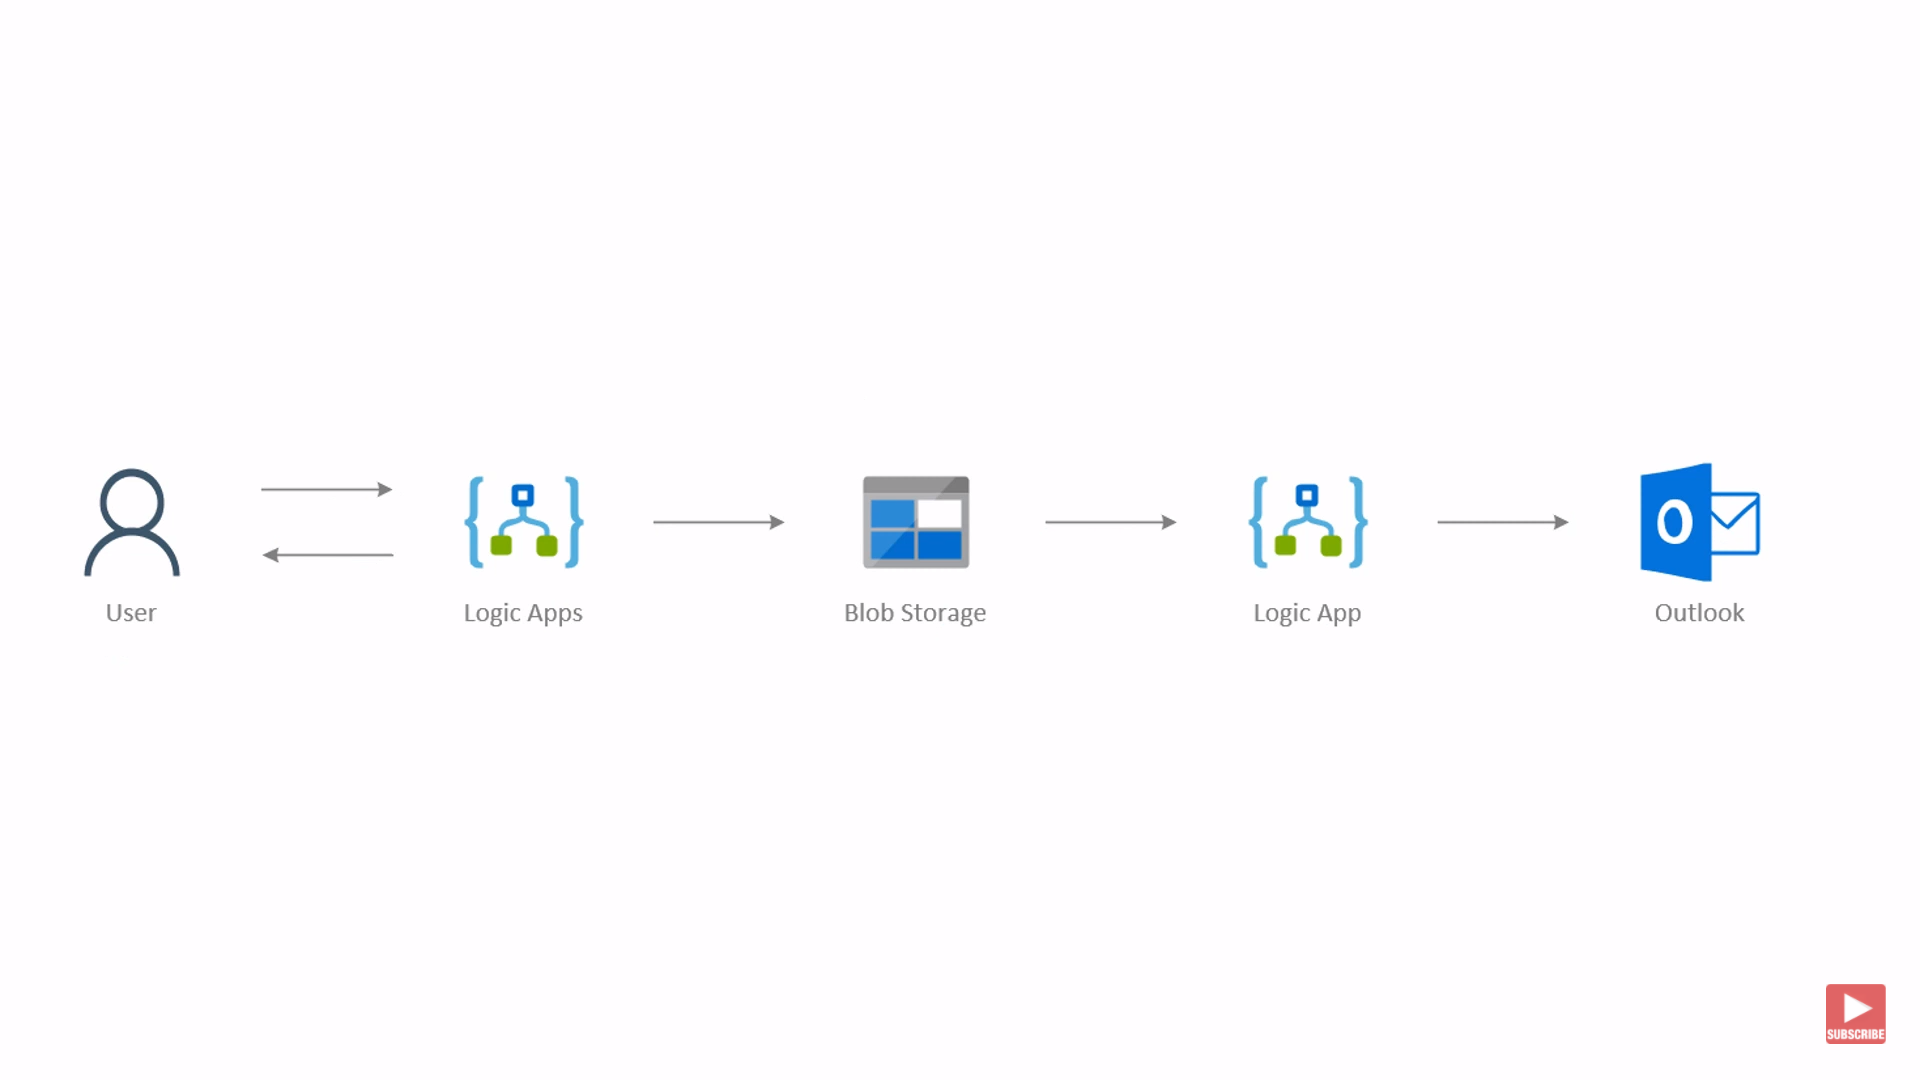 User
Logic Apps
Blob Storage
Logic App
Outlook
SUBSCRIBE